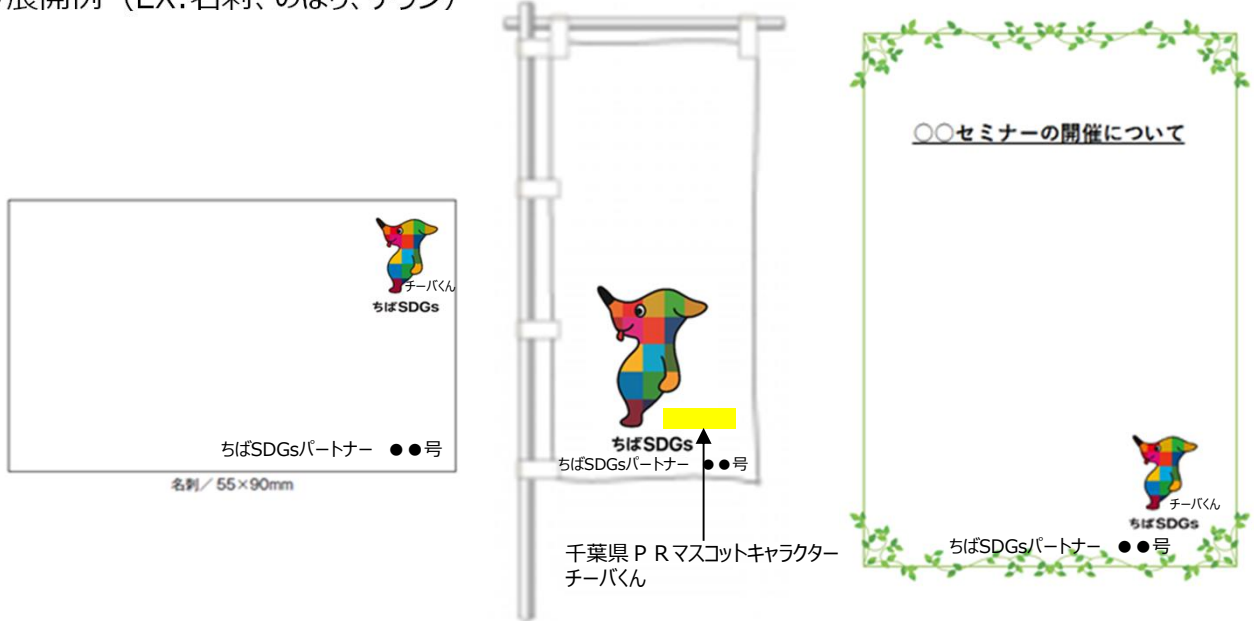 展開例 (EX:名刺、のぼり、チラシ)
チーバくん
ちばSDGs
ちばSDGsパートナー ●●号
名刺／55×90mm
ちばSDGs
ちばSDGsパートナー ●●号
千葉県ＰＲマスコットキャラクター
チーバくん
○○セミナーの開催について
チーバくん
ちばSDGs
ちばSDGsパートナー ●●号